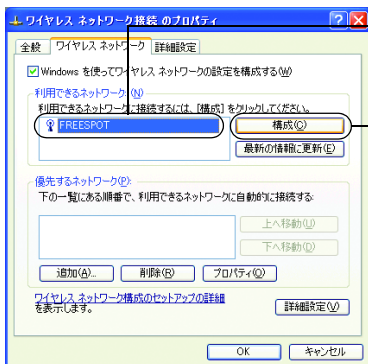 ワイヤレス ネットワーク接続 のプロパティ
全般 ワイヤレス ネットワーク 詳細設定
Windows を使ってワイヤレス ネットワークの設定を構成する(W)
利用できるネットワーク(N)
利用できるネットワークに接続するには、[構成] をクリックしてください。
FREESPOT
構成(C)
最新の情報に更新(E)
優先するネットワーク(P):
下の一覧にある順番で、利用できるネットワークに自動的に接続する:
上へ移動(U)
下へ移動(D)
追加(A)... 削除(R) プロパティ(O)
ワイヤレス ネットワーク構成のセットアップの詳細
を表示します。
詳細設定(V)
OK キャンセル